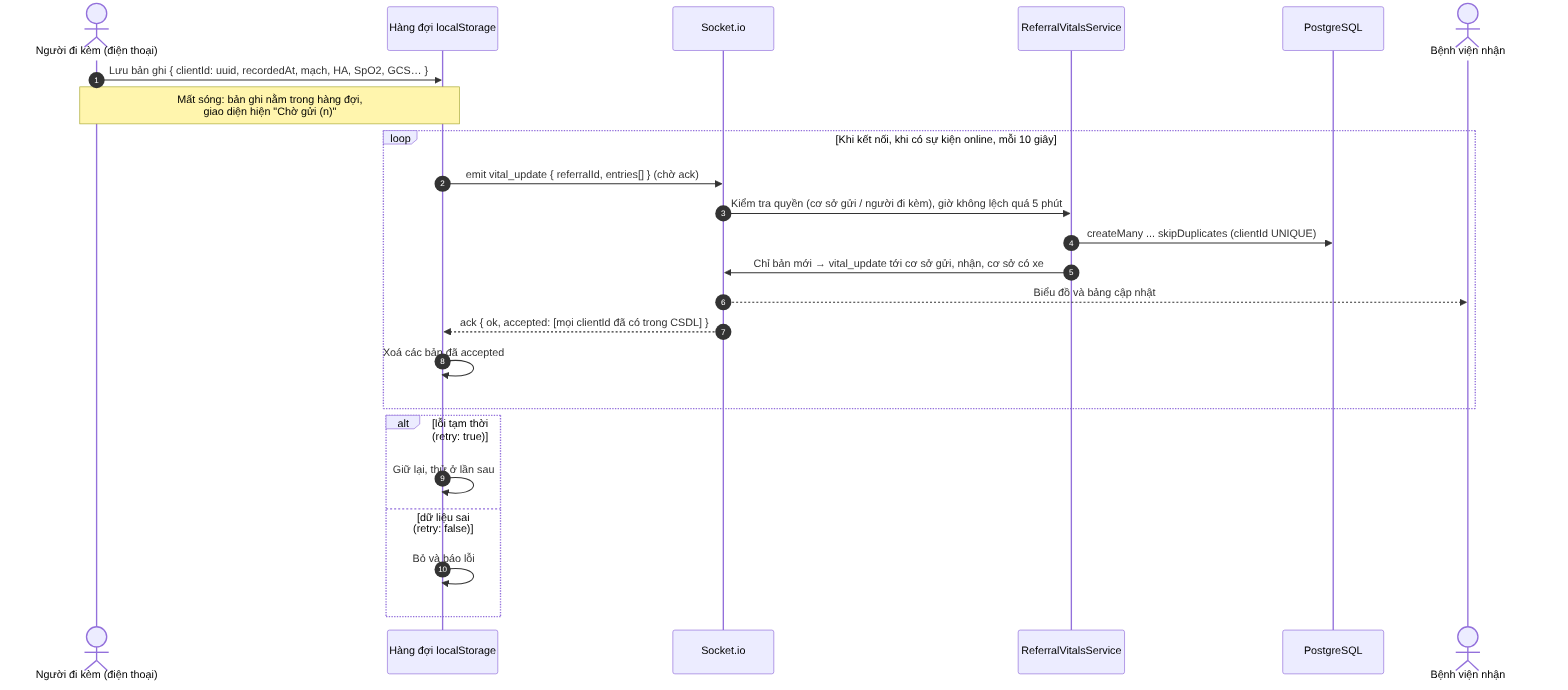 Người đi kèm (điện thoại)
Hàng đợi localStorage
Socket.io
ReferralVitalsService
PostgreSQL
Bệnh viện nhận
1
Lưu bản ghi { clientId: uuid, recordedAt, mạch, HA, SpO2, GCS… }
Mất sóng: bản ghi nằm trong hàng đợi,
giao diện hiện "Chờ gửi (n)"
loop
[Khi kết nối, khi có sự kiện online, mỗi 10 giây]
2
emit vital_update { referralId, entries[] } (chờ ack)
3
Kiểm tra quyền (cơ sở gửi / người đi kèm), giờ không lệch quá 5 phút
4
createMany ... skipDuplicates (clientId UNIQUE)
5
Chỉ bản mới → vital_update tới cơ sở gửi, nhận, cơ sở có xe
6
Biểu đồ và bảng cập nhật
7
ack { ok, accepted: [mọi clientId đã có trong CSDL] }
Xoá các bản đã accepted
8
alt
[lỗi tạm thời
(retry: true)]
Giữ lại, thử ở lần sau
9
[dữ liệu sai
(retry: false)]
Bỏ và báo lỗi
10
Người đi kèm (điện thoại)
Hàng đợi localStorage
Socket.io
ReferralVitalsService
PostgreSQL
Bệnh viện nhận